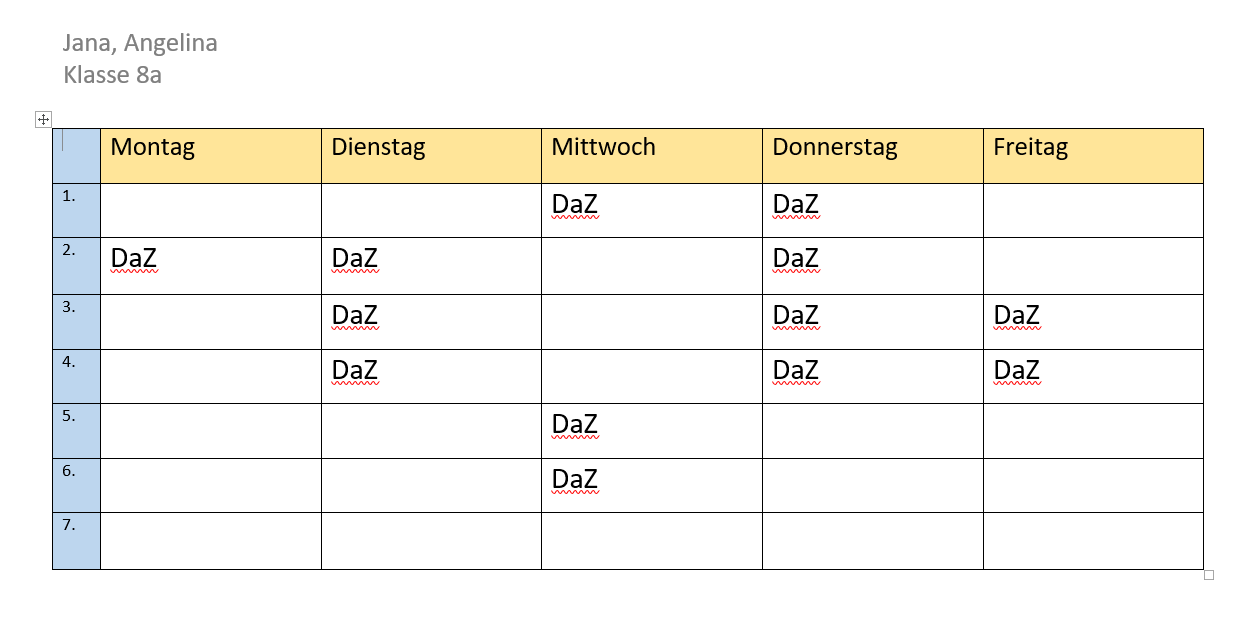 Jana, Angelina
Klasse 8a
Montag Dienstag Mittwoch Donnerstag Freitag
1. DaZ DaZ
2. DaZ DaZ DaZ
3. DaZ DaZ DaZ
4. DaZ DaZ DaZ
5. DaZ
6. DaZ
7.